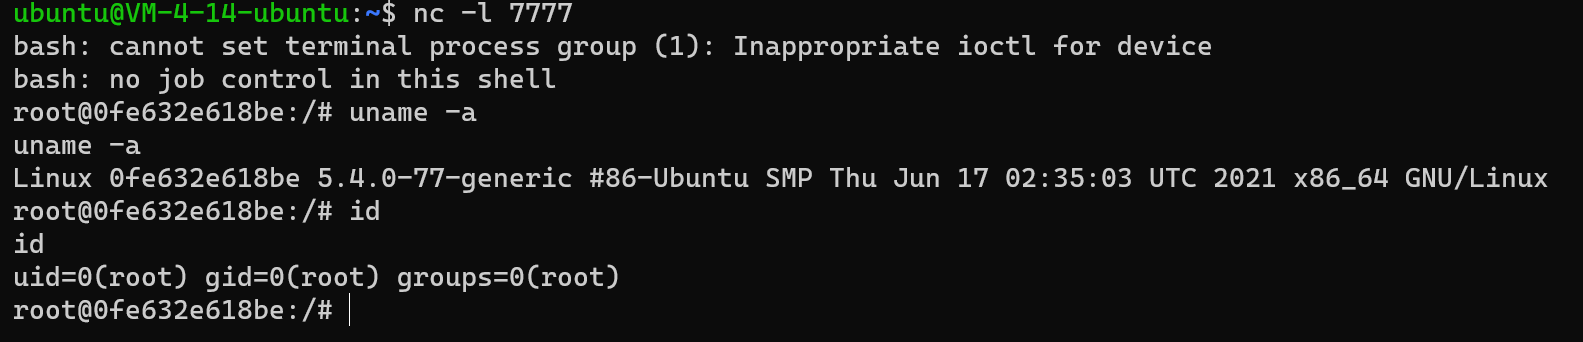 ubuntu@VM-4-14-ubuntu:~$ nc -l 7777
bash: cannot set terminal process group (1): Inappropriate ioctl for device
bash: no job control in this shell
root@0fe632e618be:/# uname -a
uname -a
Linux 0fe632e618be 5.4.0-77-generic #86-Ubuntu SMP Thu Jun 17 02:35:03 UTC 2021 x86_64 GNU/Linux
root@0fe632e618be:/# id
id
uid=0(root) gid=0(root) groups=0(root)
root@0fe632e618be:/#